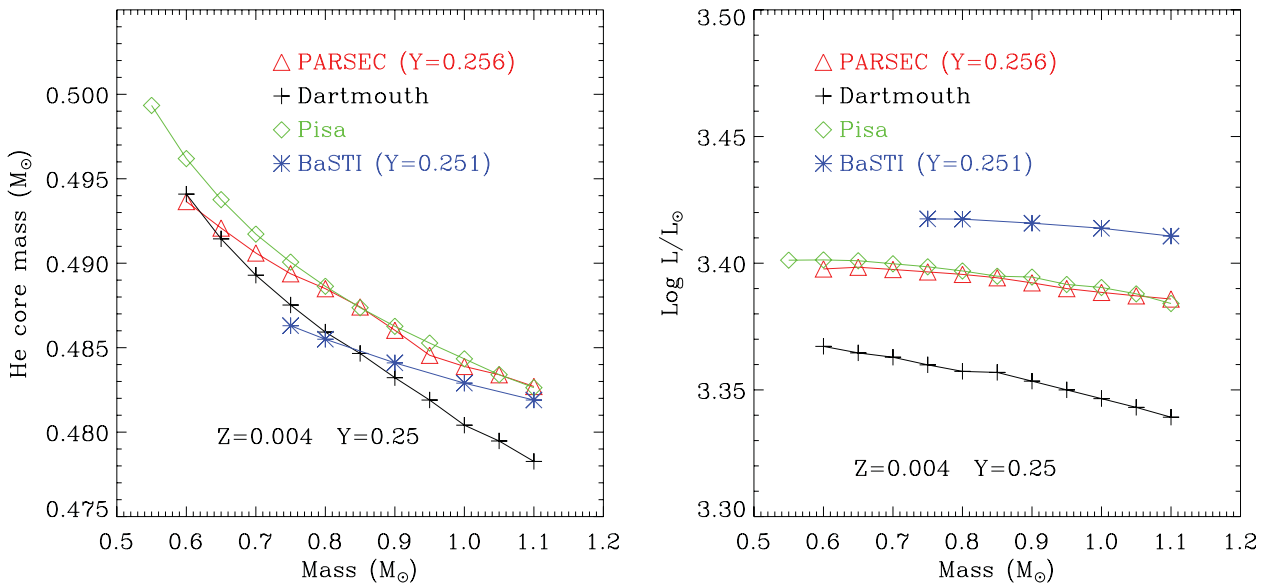 He core mass (M⊙)
0.500
0.495
0.490
0.485
0.480
0.475
PARSEC (Y=0.256)
Dartmouth
Pisa
BaSTI (Y=0.251)
Z=0.004 Y=0.25
0.5 0.6 0.7 0.8 0.9 1.0 1.1 1.2
Mass (M⊙)
Log L/L⊙
3.50
3.45
3.40
3.35
3.30
PARSEC (Y=0.256)
Dartmouth
Pisa
BaSTI (Y=0.251)
Z=0.004 Y=0.25
0.5 0.6 0.7 0.8 0.9 1.0 1.1 1.2
Mass (M⊙)